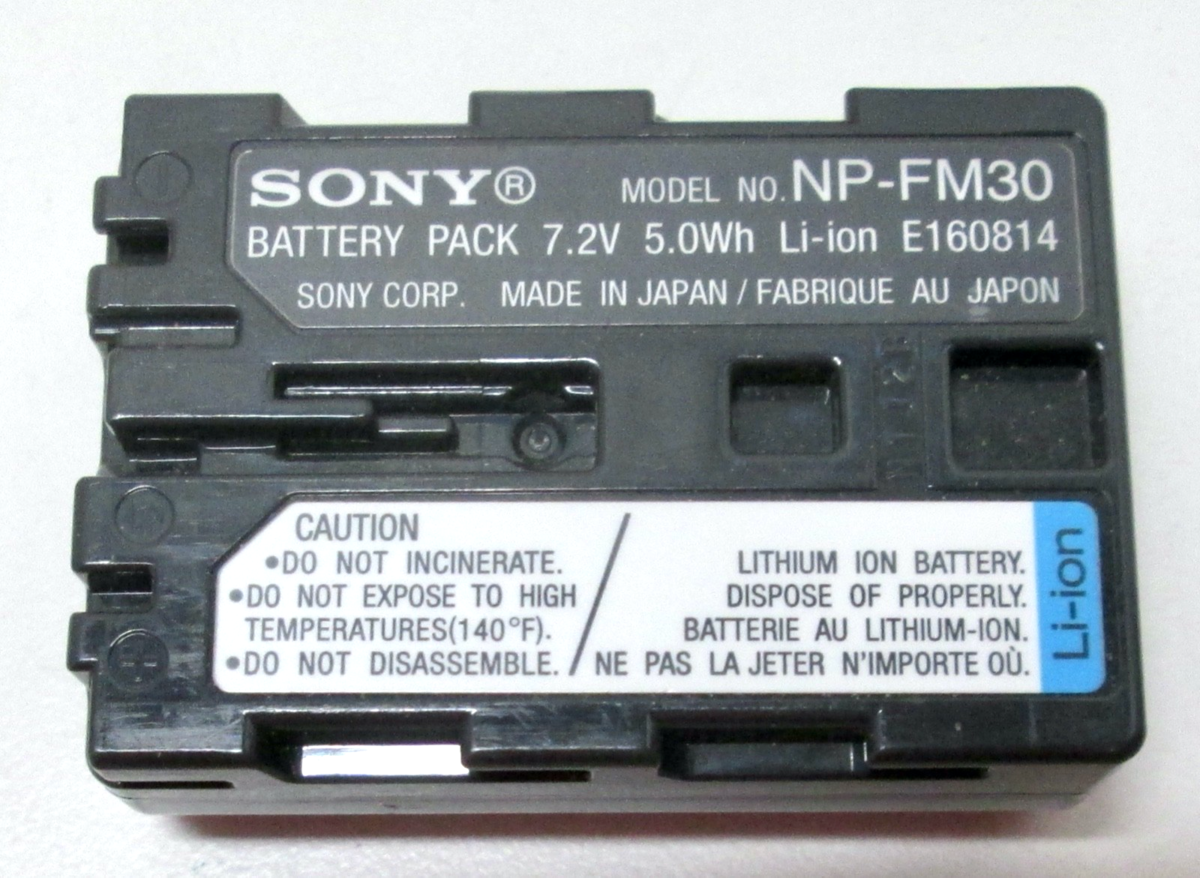 SONY® MODEL NO. NP-FM30
BATTERY PACK 7.2V 5.0Wh Li-ion E160814
SONY CORP. MADE IN JAPAN / FABRIQUE AU JAPON
CAUTION
•DO NOT INCINERATE.
•DO NOT EXPOSE TO HIGH
TEMPERATURES(140°F).
•DO NOT DISASSEMBLE.
LITHIUM ION BATTERY.
DISPOSE OF PROPERLY.
BATTERIE AU LITHIUM-ION.
NE PAS LA JETER N'IMPORTE OÙ.
Li-ion